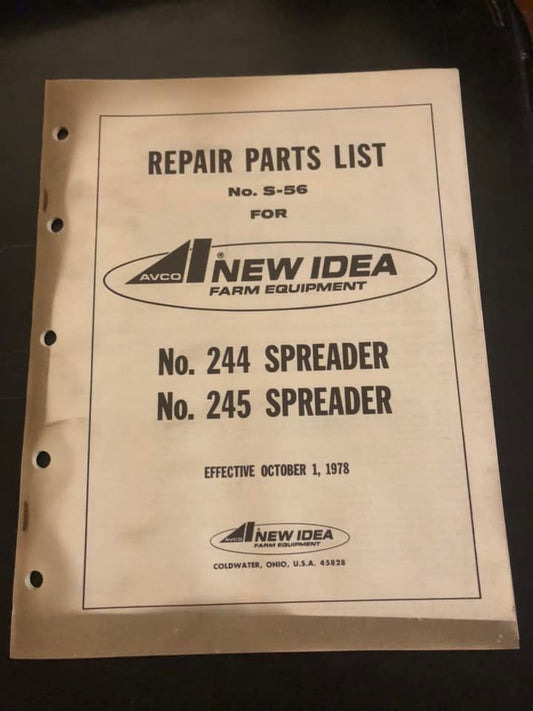 REPAIR PARTS LIST
No. S-56
FOR
AVCO ® NEW IDEA
FARM EQUIPMENT
No. 244 SPREADER
No. 245 SPREADER
EFFECTIVE OCTOBER 1, 1978
AVCO NEW IDEA
FARM EQUIPMENT
COLDWATER, OHIO, U.S.A. 45828